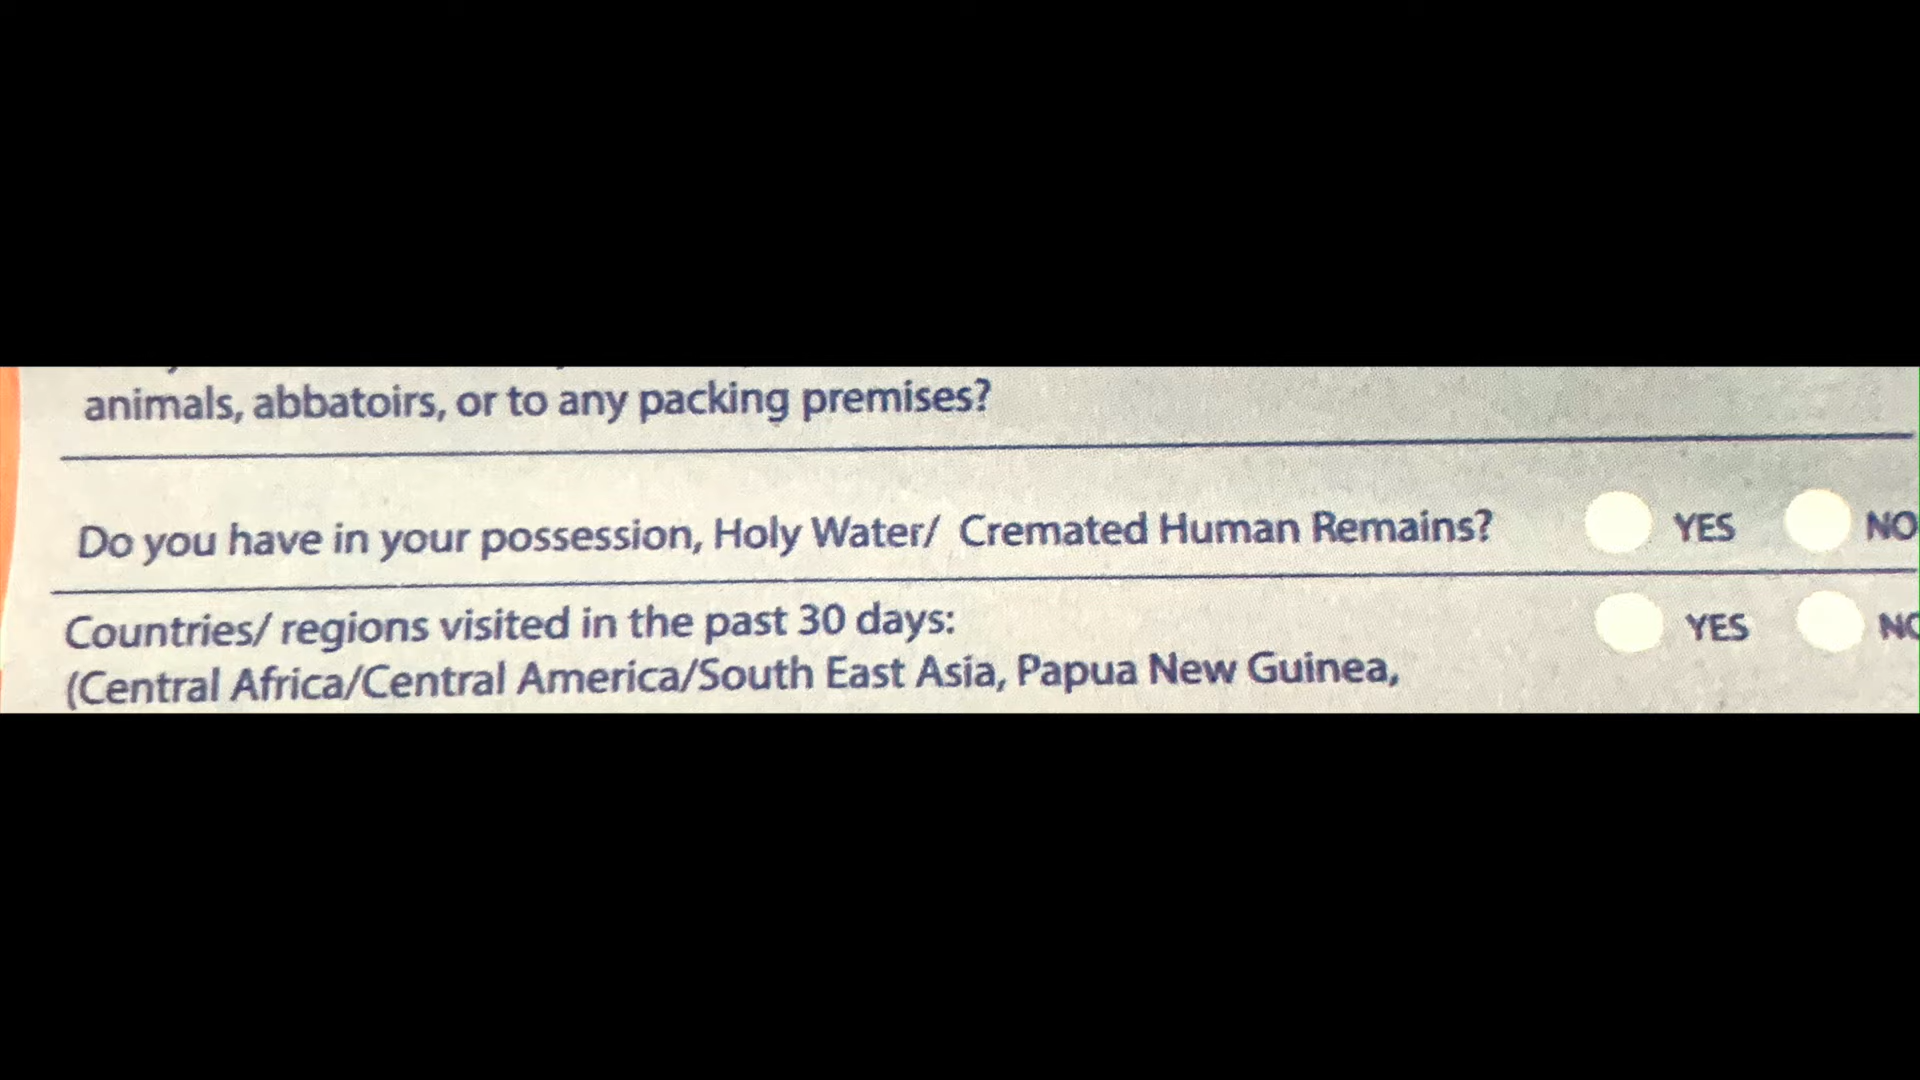 animals, abbatoirs, or to any packing premises?
Do you have in your possession, Holy Water/ Cremated Human Remains? YES NO
Countries/ regions visited in the past 30 days: YES NO
(Central Africa/Central America/South East Asia, Papua New Guinea,